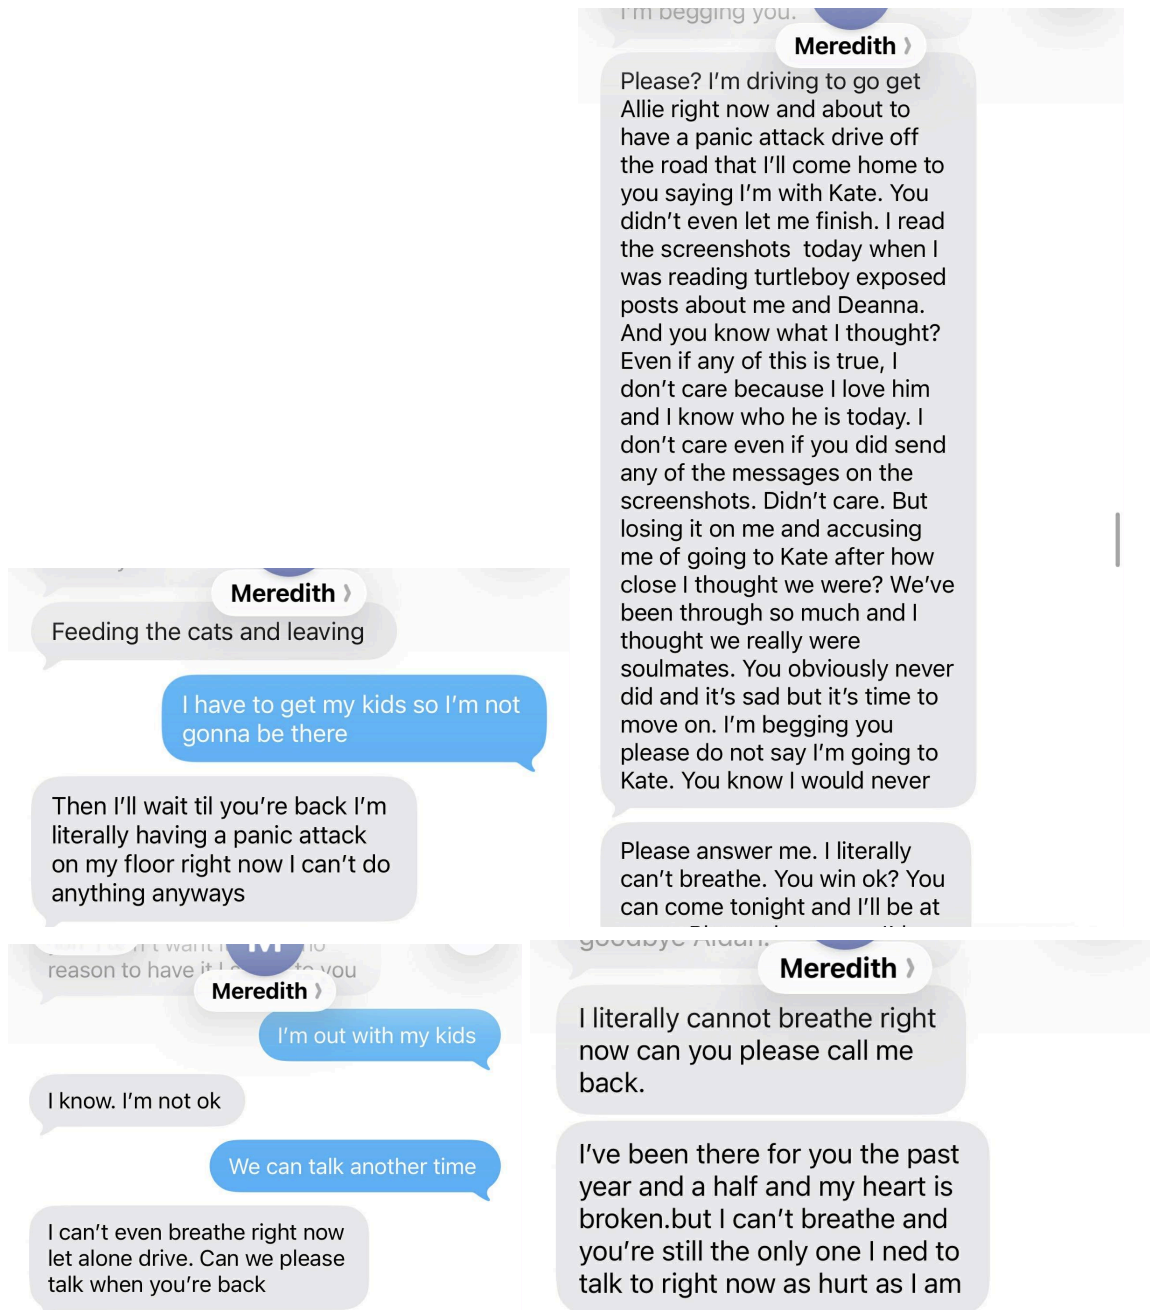 I'm begging you.
Meredith
Please? I'm driving to go get
Allie right now and about to
have a panic attack drive off
the road that I'll come home to
you saying I'm with Kate. You
didn't even let me finish. I read
the screenshots  today when I
was reading turtleboy exposed
posts about me and Deanna.
And you know what I thought?
Even if any of this is true, I
don't care because I love him
and I know who he is today. I
don't care even if you did send
any of the messages on the
screenshots. Didn't care. But
losing it on me and accusing
me of going to Kate after how
close I thought we were? We've
been through so much and I
thought we really were
soulmates. You obviously never
did and it's sad but it's time to
move on. I'm begging you
please do not say I'm going to
Kate. You know I would never
Please answer me. I literally
can't breathe. You win ok? You
can come tonight and I'll be at
Meredith
Feeding the cats and leaving
I have to get my kids so I'm not
gonna be there
Then I'll wait til you're back I'm
literally having a panic attack
on my floor right now I can't do
anything anyways
want
reason to have it
to you
Meredith
I'm out with my kids
I know. I'm not ok
We can talk another time
I can't even breathe right now
let alone drive. Can we please
talk when you're back
goodbye Aidan.
Meredith
I literally cannot breathe right
now can you please call me
back.
I've been there for you the past
year and a half and my heart is
broken.but I can't breathe and
you're still the only one I ned to
talk to right now as hurt as I am